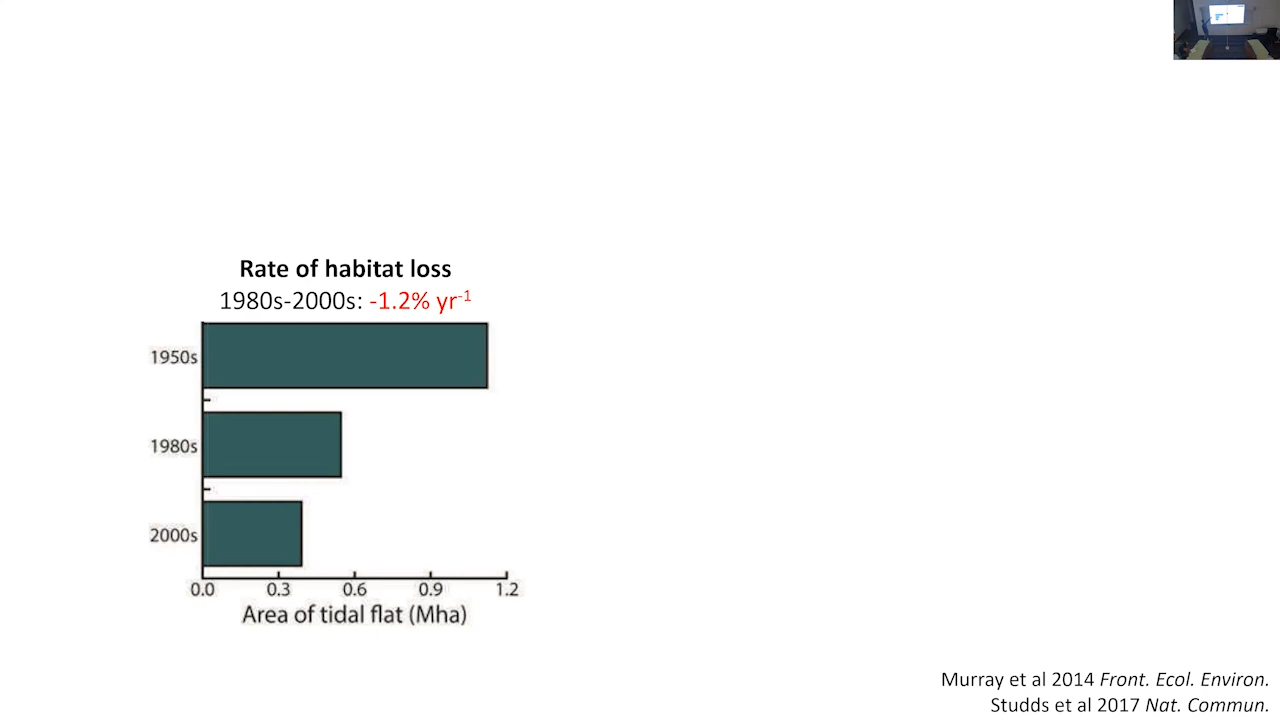 Rate of habitat loss
1980s-2000s: -1.2% yr-1
1950s
1980s
2000s
0.0 0.3 0.6 0.9 1.2
Area of tidal flat (Mha)
Murray et al 2014 Front. Ecol. Environ.
Studds et al 2017 Nat. Commun.